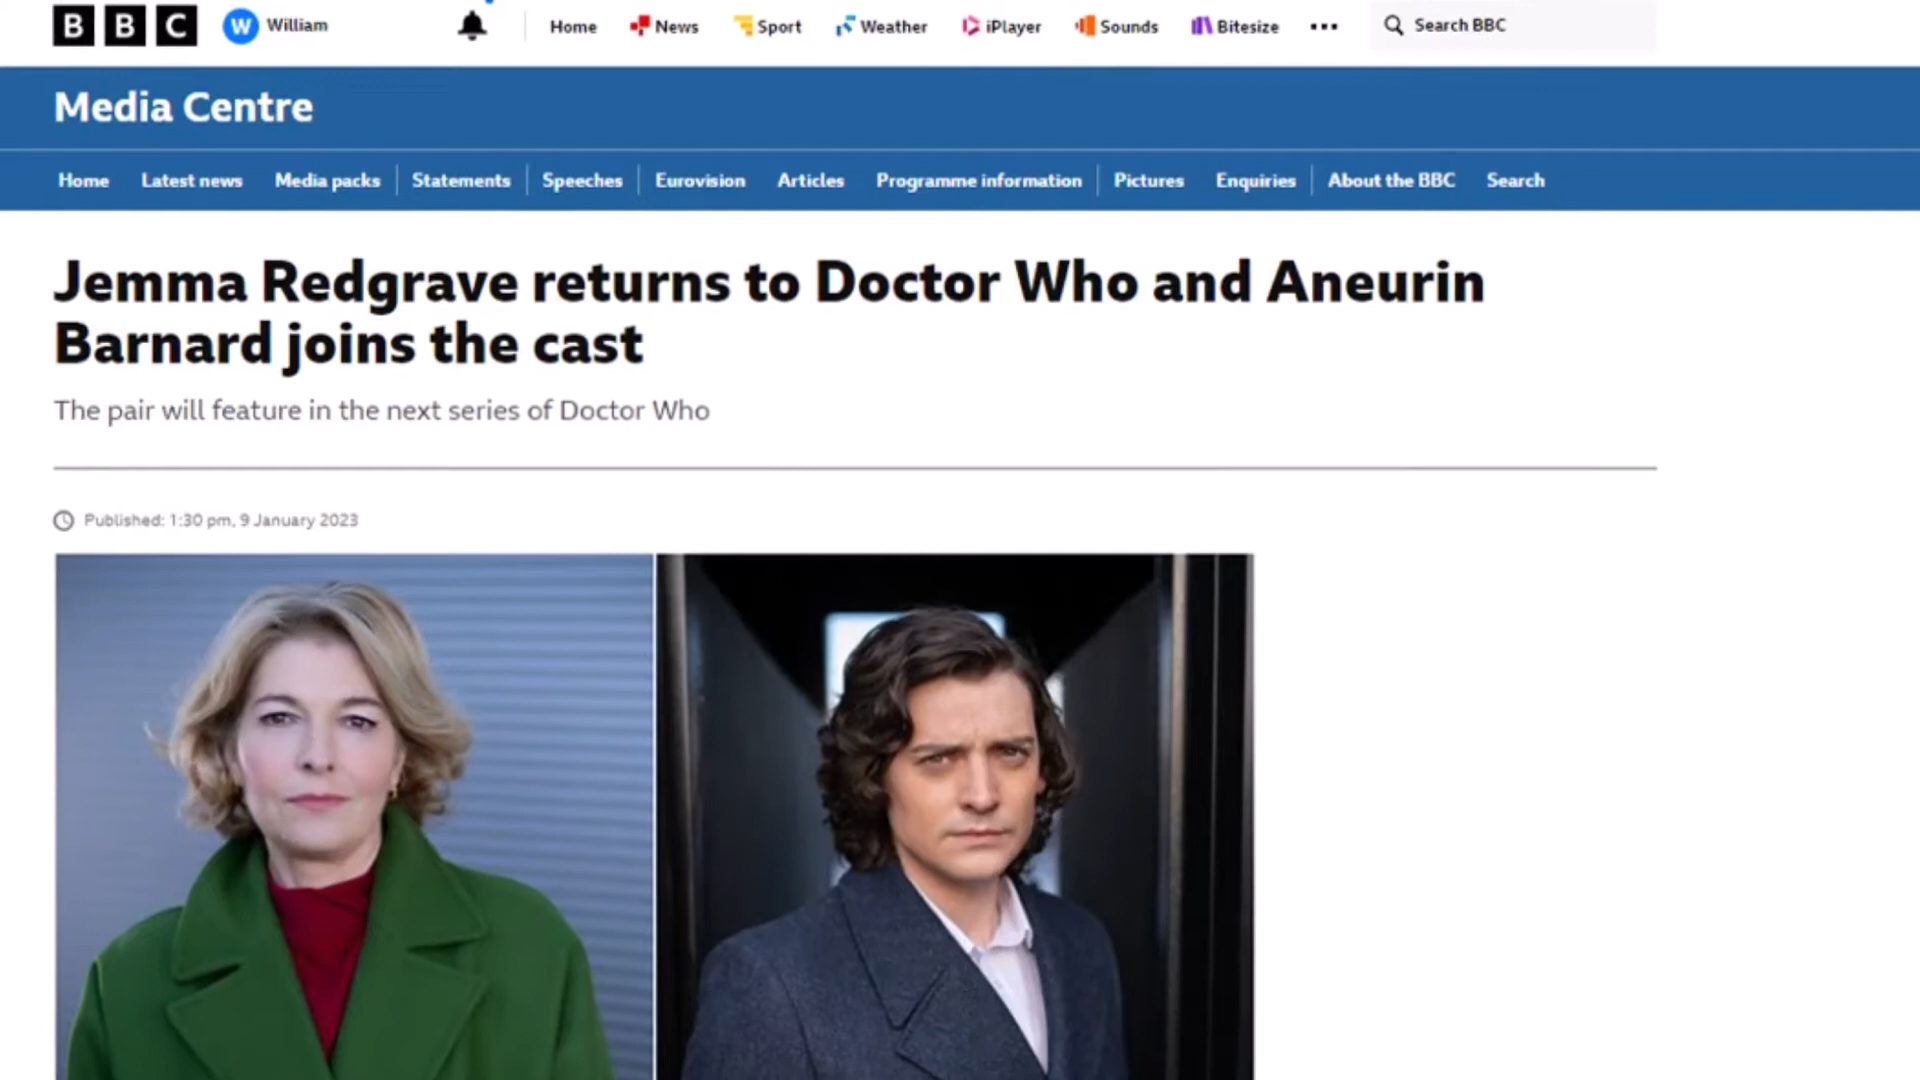 BBC W William Home News Sport Weather iPlayer Sounds Bitesize ••• Search BBC
Media Centre
Home Latest news Media packs Statements Speeches Eurovision Articles Programme information Pictures Enquiries About the BBC Search
Jemma Redgrave returns to Doctor Who and Aneurin
Barnard joins the cast
The pair will feature in the next series of Doctor Who
Published: 1:30 pm, 9 January 2023